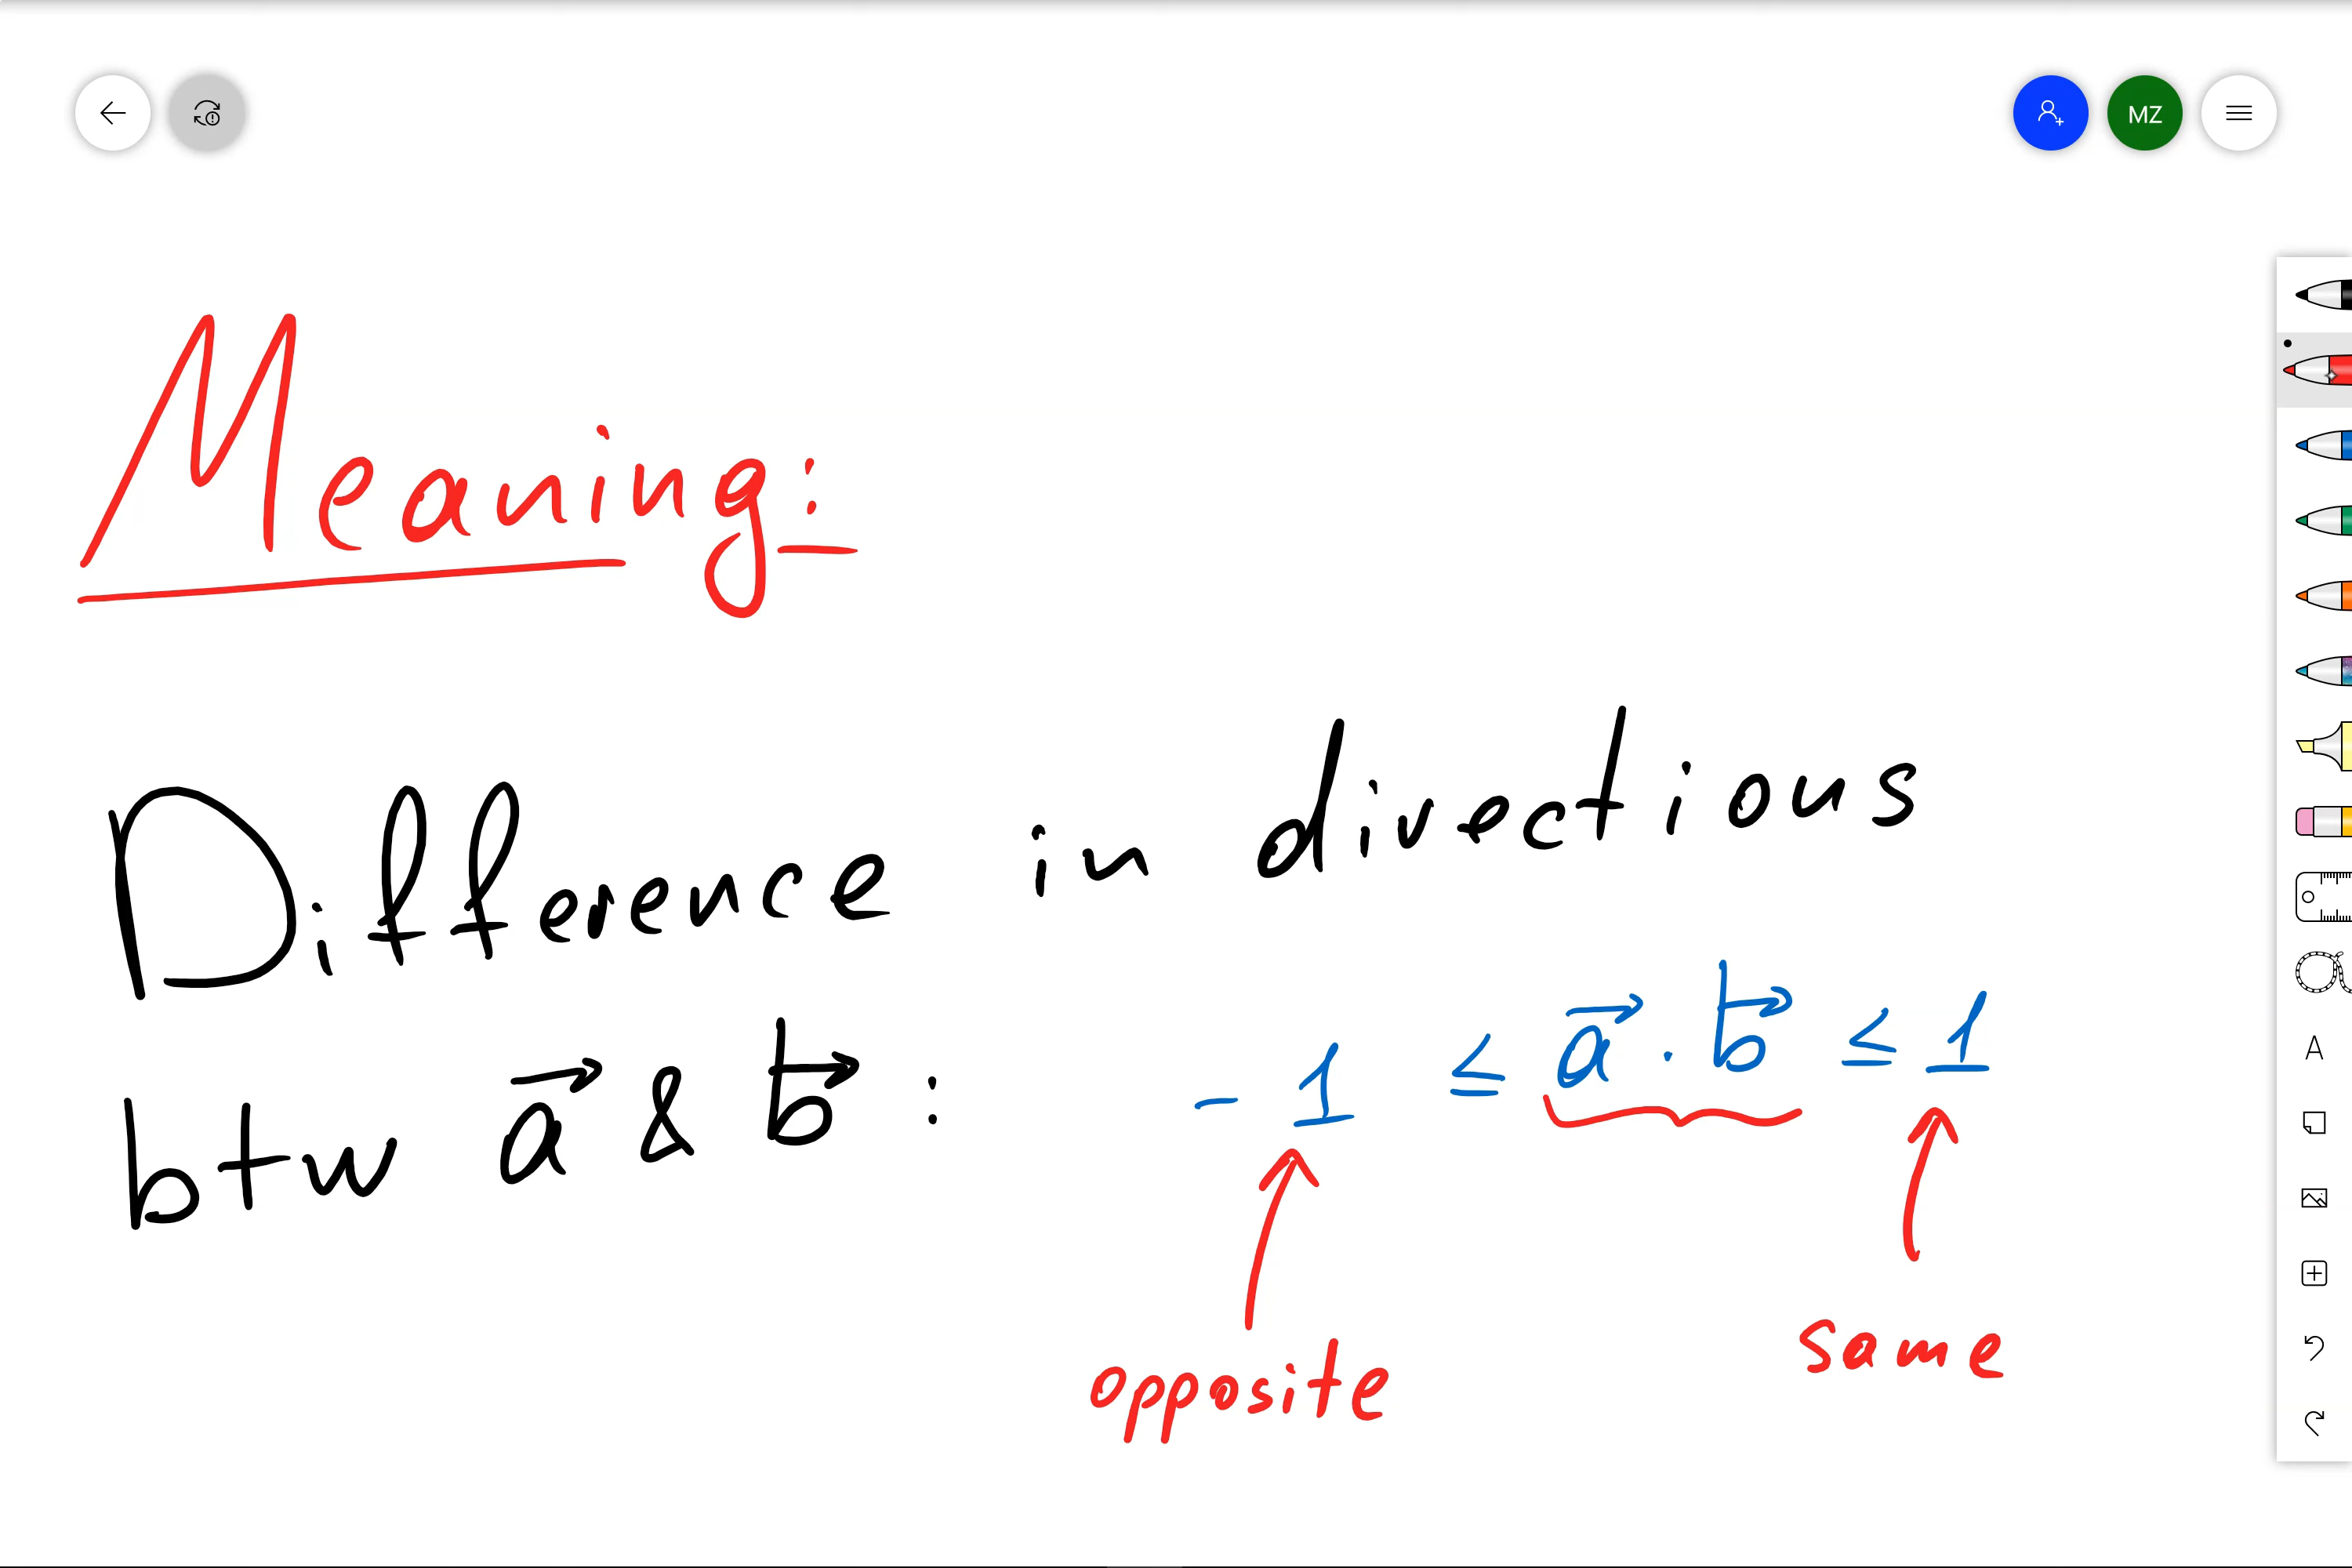 MZ
Meaning:
Difference in directions
btw a⃗ & b⃗ :
- 1 ≤ a⃗ · b⃗ ≤ 1
opposite
same
A